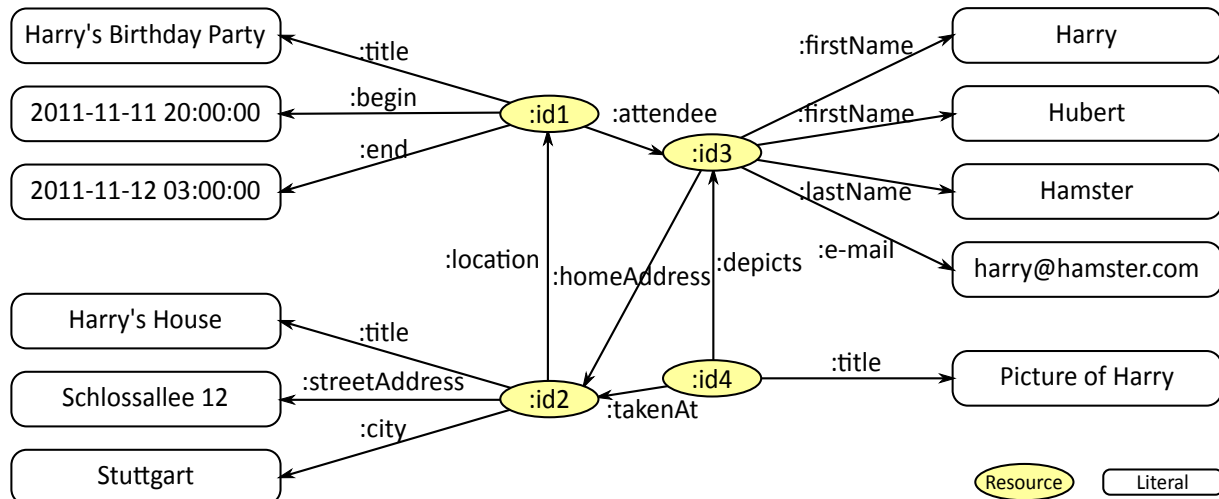 Harry's Birthday Party
:title
:firstName
Harry
2011-11-11 20:00:00
:begin
:id1
:attendee
:firstName
Hubert
:end
:id3
2011-11-12 03:00:00
:lastName
Hamster
:location
:homeAddress
:depicts
:e-mail
harry@hamster.com
Harry's House
:title
:streetAddress
:id4
:title
Picture of Harry
Schlossallee 12
:id2
:takenAt
:city
Stuttgart
Resource
Literal